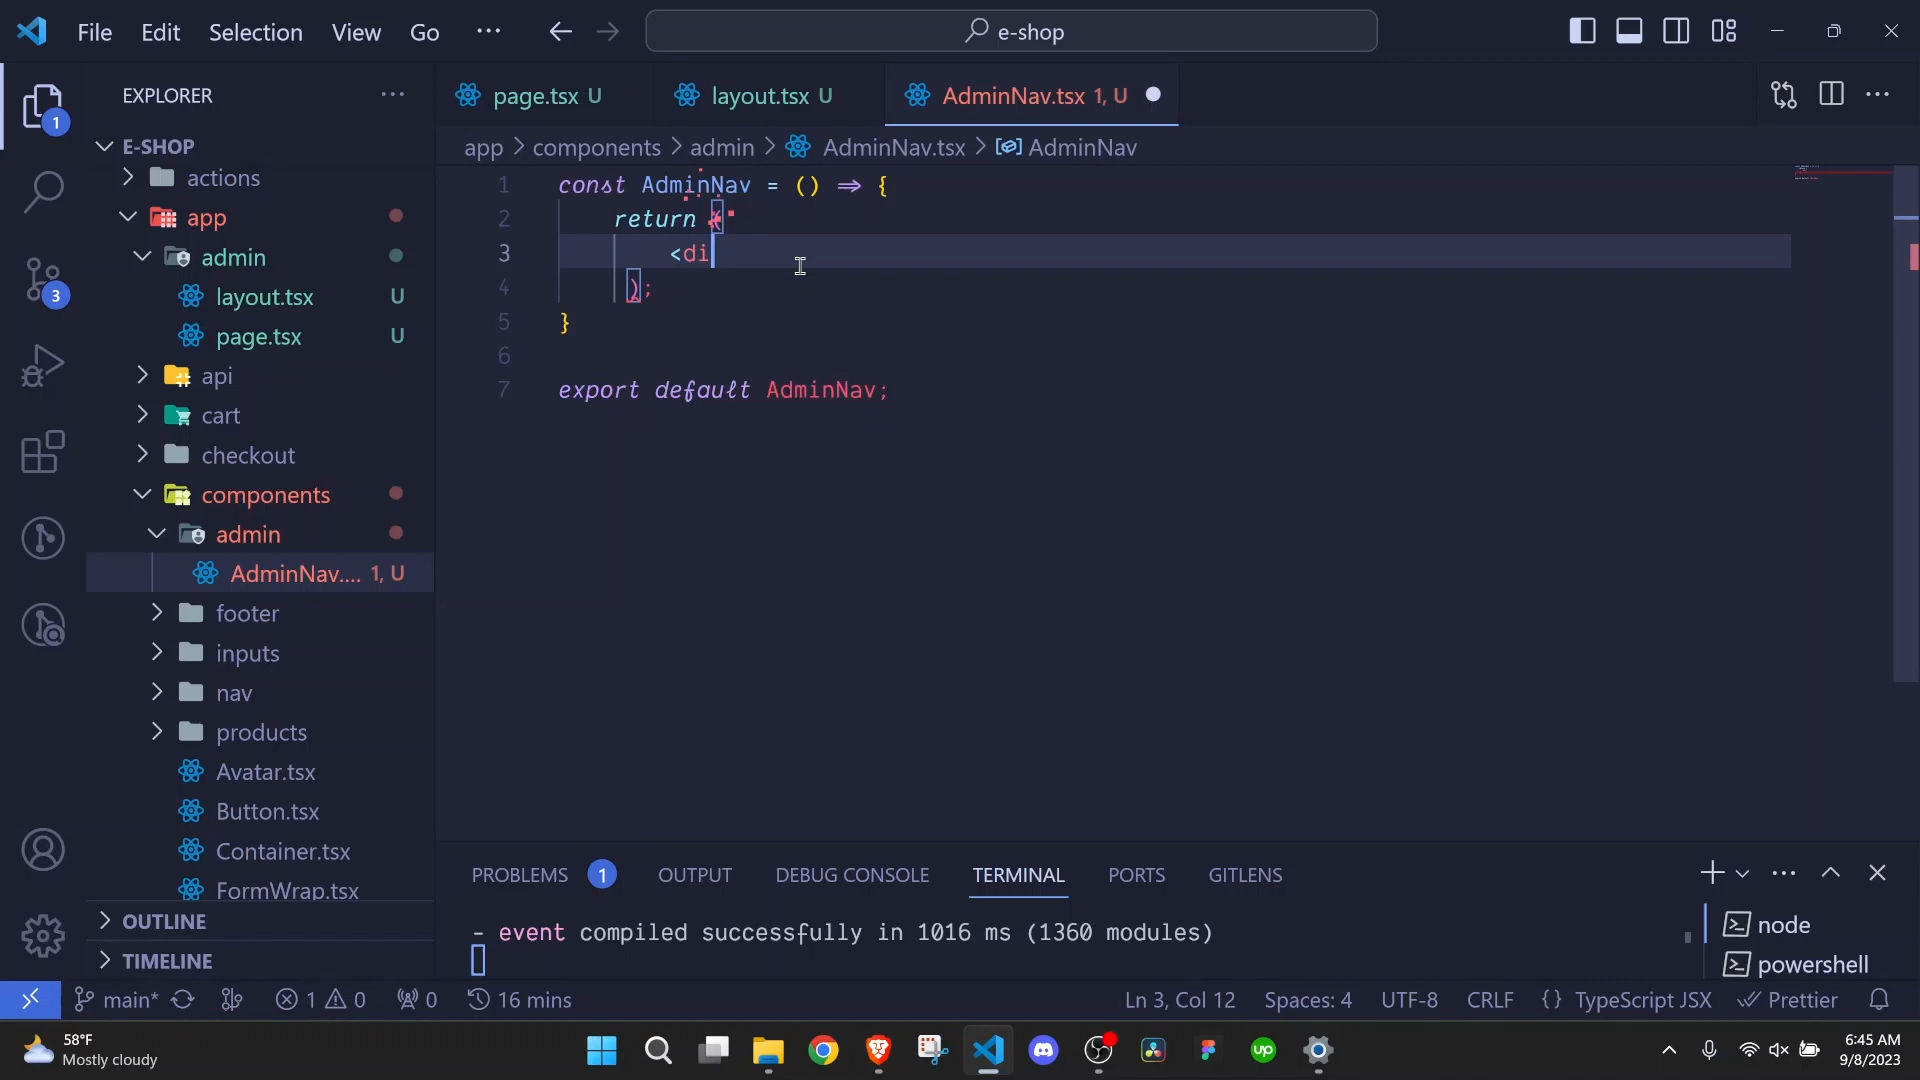 File Edit Selection View Go ··· e-shop
EXPLORER ···
1
E-SHOP
actions
app
admin
layout.tsx U
page.tsx U
3
api
cart
checkout
components
admin
AdminNav.... 1, U
footer
inputs
nav
products
Avatar.tsx
Button.tsx
Container.tsx
FormWrap.tsx
OUTLINE
TIMELINE
page.tsx U layout.tsx U AdminNav.tsx 1, U
app > components > admin > AdminNav.tsx > AdminNav
1 const AdminNav = () => {
2 return (
3 <di
4 );
5 }
6
7 export default AdminNav;
PROBLEMS 1 OUTPUT DEBUG CONSOLE TERMINAL PORTS GITLENS
- event compiled successfully in 1016 ms (1360 modules)
node
powershell
main* 1 0 0 16 mins Ln 3, Col 12 Spaces: 4 UTF-8 CRLF {} TypeScript JSX Prettier
58°F
Mostly cloudy
up
6:45 AM
9/8/2023